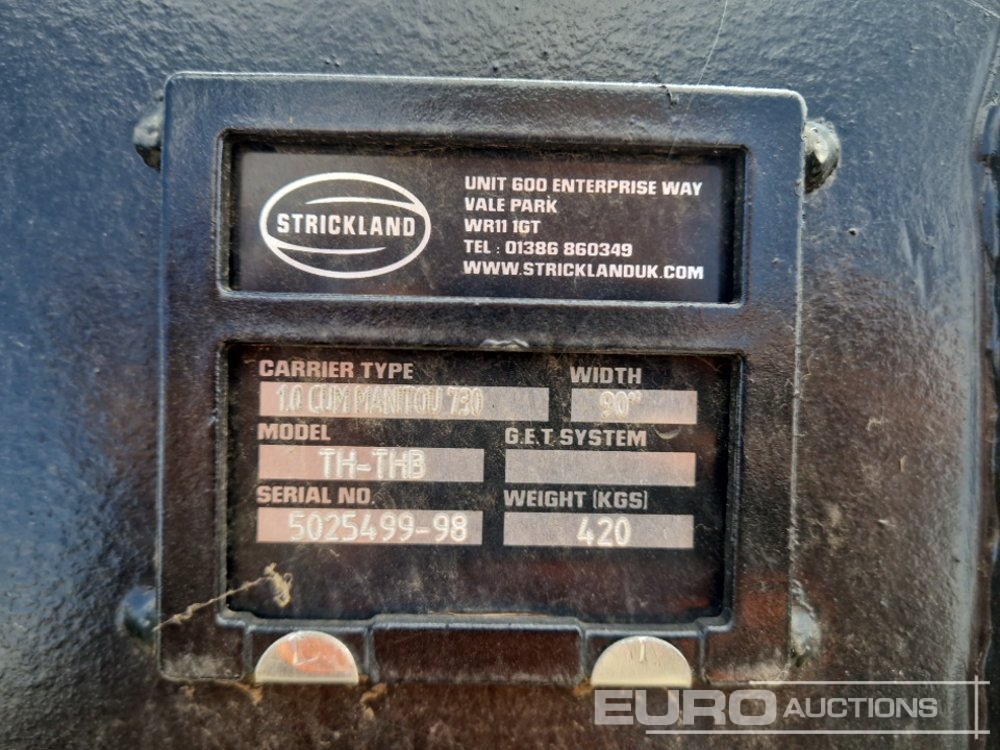 STRICKLAND
UNIT 600 ENTERPRISE WAY
VALE PARK
WR11 1GT
TEL : 01386 860349
WWW.STRICKLANDUK.COM
CARRIER TYPE
1.0 CUM MANITOU 730
WIDTH
90"
MODEL
TH-THB
G.E.T SYSTEM
SERIAL NO.
5025499-98
WEIGHT (KGS)
420
EURO AUCTIONS